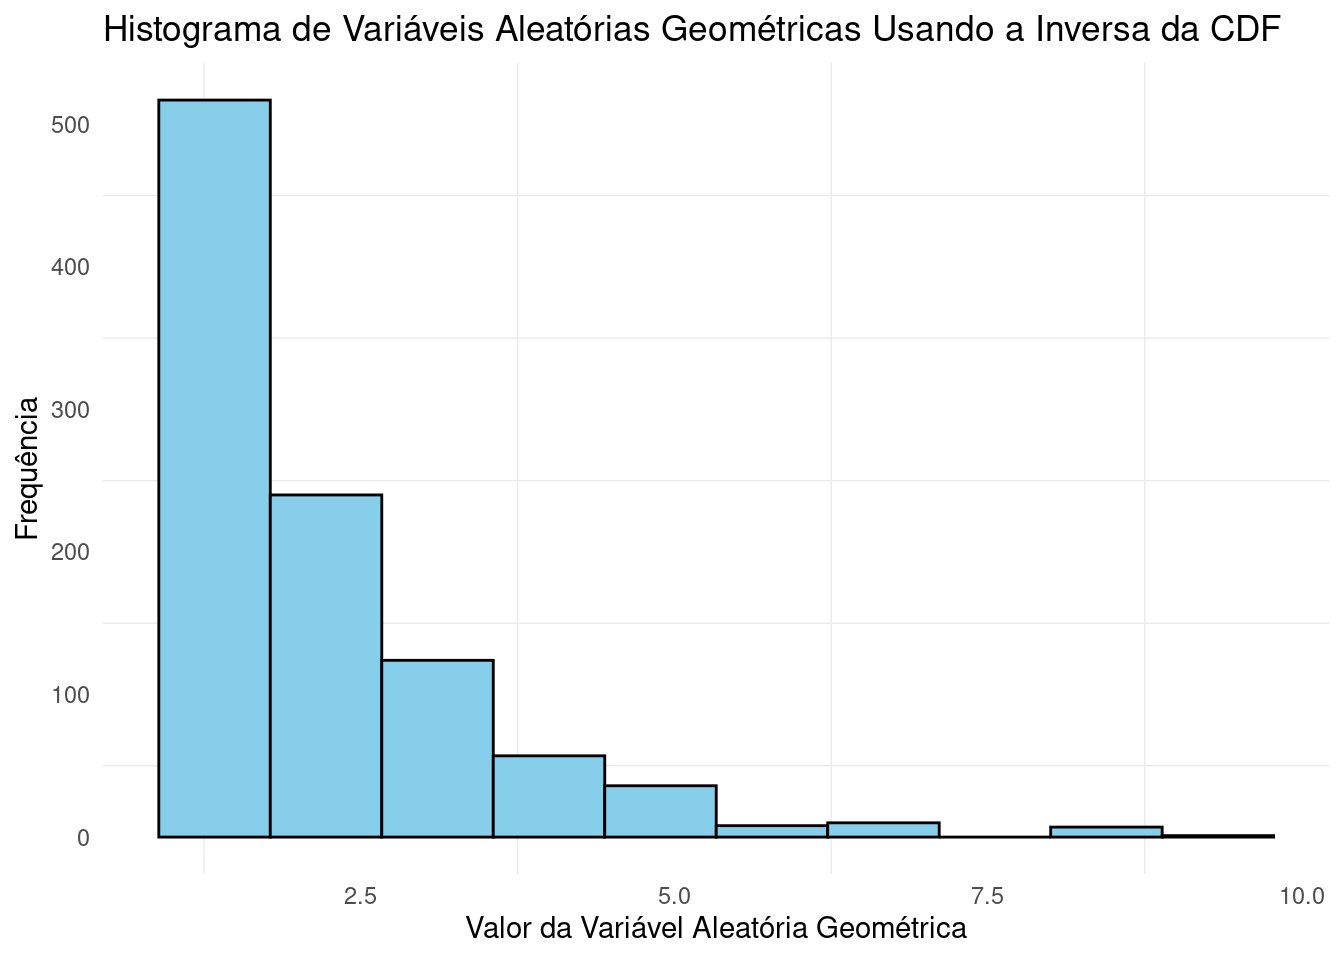 Histograma de Variáveis Aleatórias Geométricas Usando a Inversa da CDF
Frequência
500
400
300
200
100
0
2.5 5.0 7.5 10.0
Valor da Variável Aleatória Geométrica